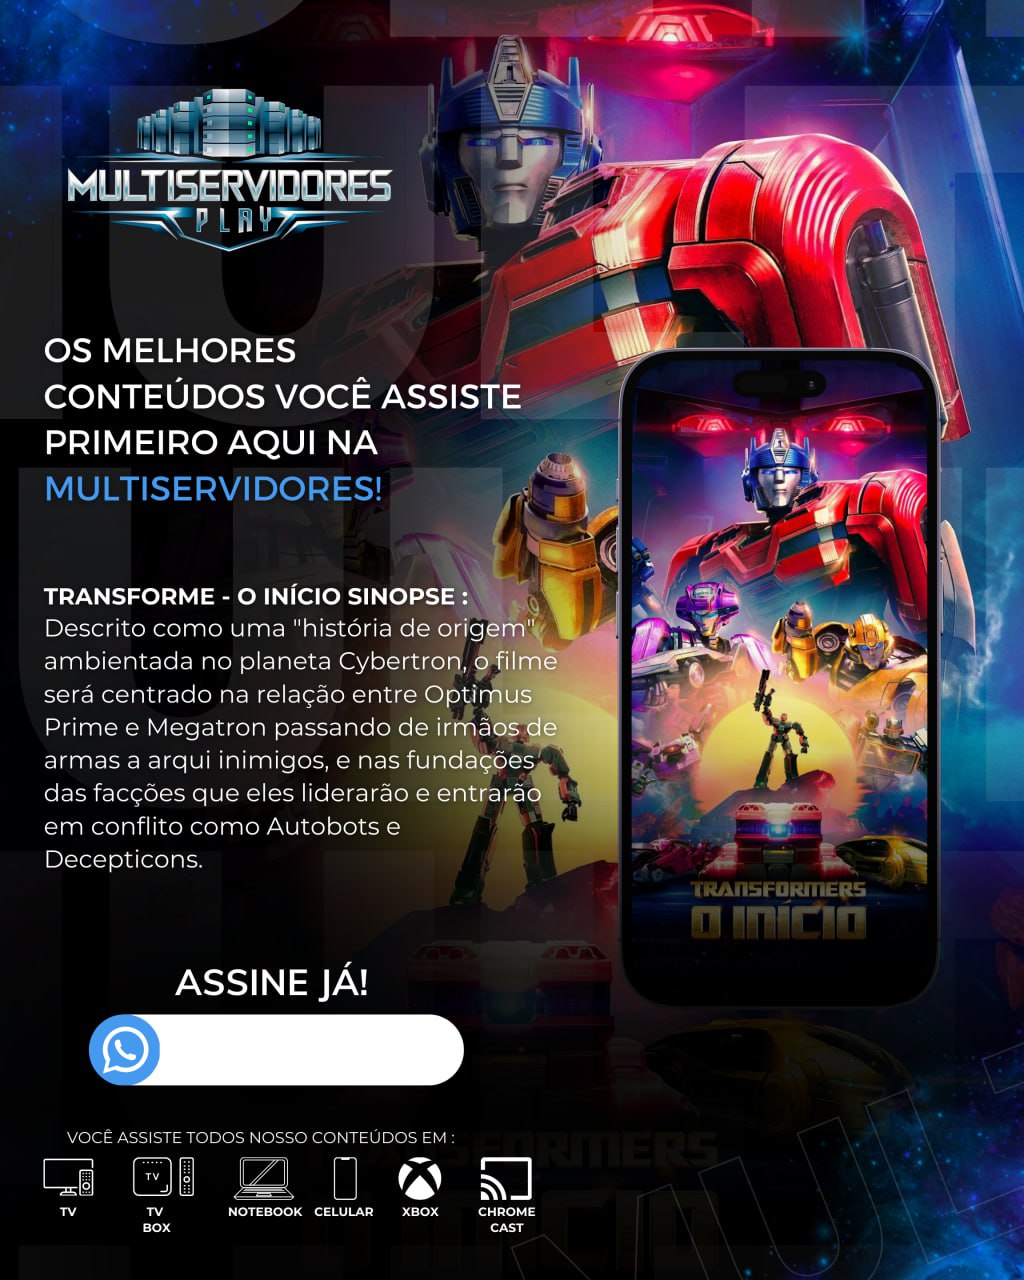 MULTISERVIDORES
PLAY
OS MELHORES
CONTEÚDOS VOCÊ ASSISTE
PRIMEIRO AQUI NA
MULTISERVIDORES!
TRANSFORME - O INÍCIO SINOPSE :
Descrito como uma "história de origem"
ambientada no planeta Cybertron, o filme
será centrado na relação entre Optimus
Prime e Megatron passando de irmãos de
armas a arqui inimigos, e nas fundações
das facções que eles liderarão e entrarão
em conflito como Autobots e
Decepticons.
TRANSFORMERS
O INÍCIO
ASSINE JÁ!
VOCÊ ASSISTE TODOS NOSSO CONTEÚDOS EM :
TV
TV
TV
BOX
NOTEBOOK
CELULAR
XBOX
CHROME
CAST